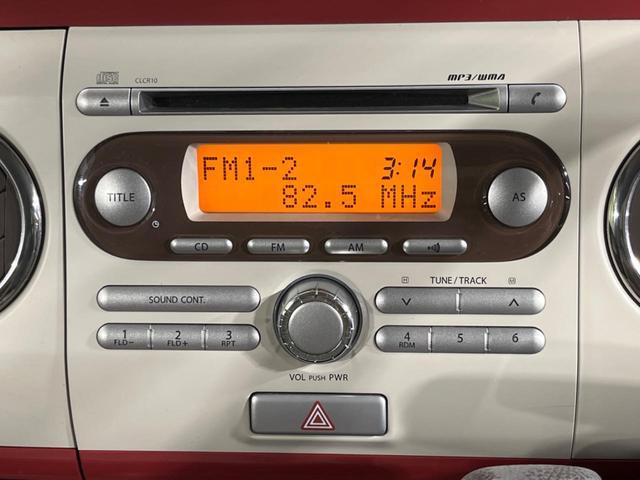 CLCR10
MP3/WMA
FM1-2 3:14
82.5 MHz
TITLE
AS
CD FM AM
SOUND CONT.
TUNE/TRACK
1 2 3
FLD- FLD+ RPT
4 5 6
RDM
VOL PUSH PWR